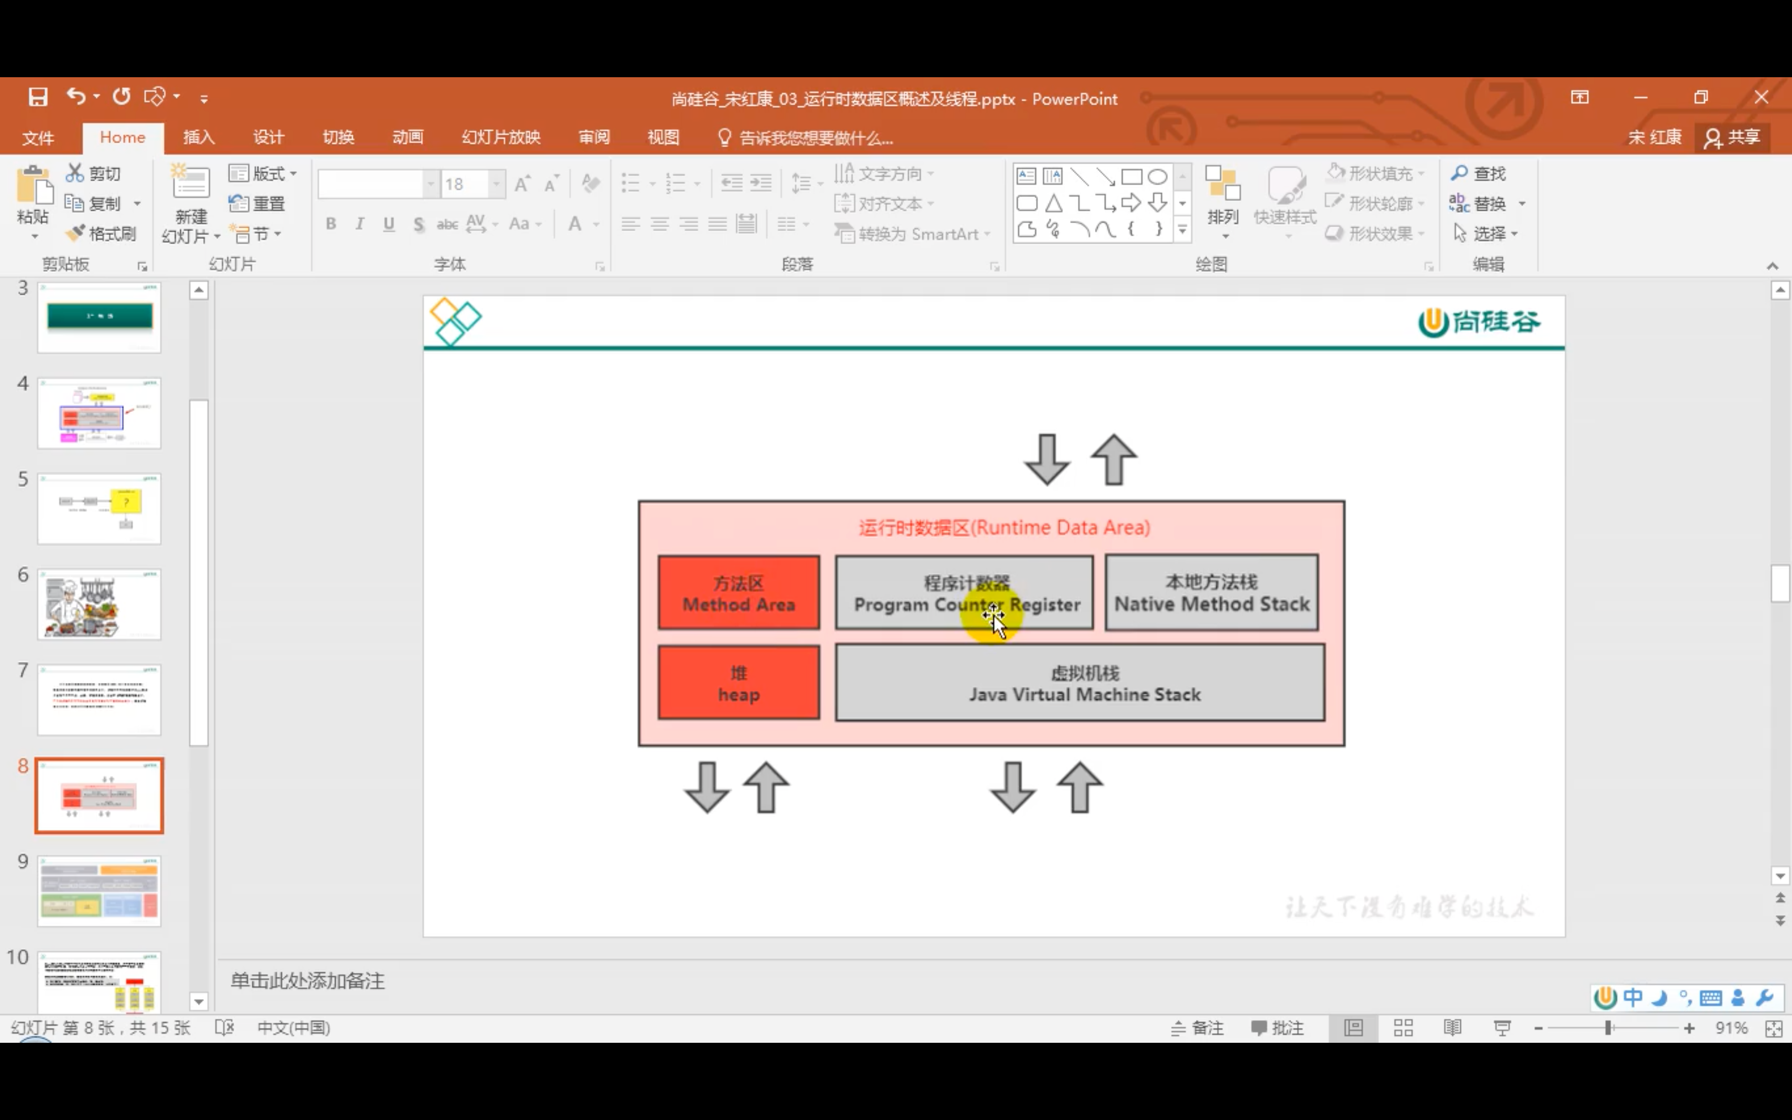 尚硅谷_宋红康_03_运行时数据区概述及线程.pptx - PowerPoint
文件 Home 插入 设计 切换 动画 幻灯片放映 审阅 视图 告诉我您想要做什么... 宋 红康 共享
剪切 版式 18 文字方向 形状填充 查找
复制 重置 对齐文本 形状轮廓 替换
粘贴 新建 排列 快速样式
格式刷 幻灯片 节 B I U S abc AV Aa A 转换为 SmartArt 形状效果 选择
剪贴板 幻灯片 字体 段落 绘图 编辑
3
4
5
?
6
7
8
9
10
尚硅谷
运行时数据区(Runtime Data Area)
方法区
Method Area
程序计数器
Program Counter Register
本地方法栈
Native Method Stack
堆
heap
虚拟机栈
Java Virtual Machine Stack
让天下没有难学的技术
单击此处添加备注
中
幻灯片 第 8 张，共 15 张 中文(中国) 备注 批注 91%